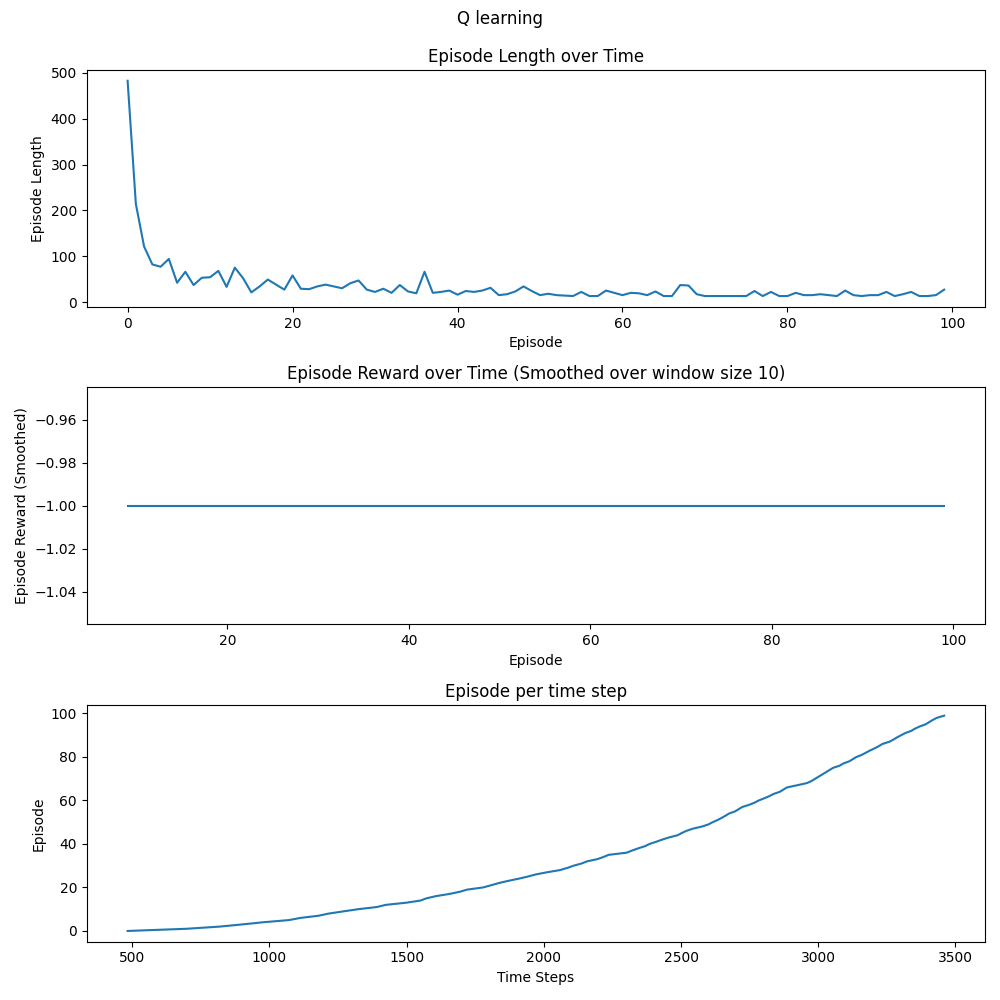 Q learning
Episode Length over Time
500
400
300
200
100
0
Episode Length
0 20 40 60 80 100
Episode
Episode Reward over Time (Smoothed over window size 10)
−0.96
−0.98
−1.00
−1.02
−1.04
Episode Reward (Smoothed)
20 40 60 80 100
Episode
Episode per time step
100
80
60
40
20
0
Episode
500 1000 1500 2000 2500 3000 3500
Time Steps